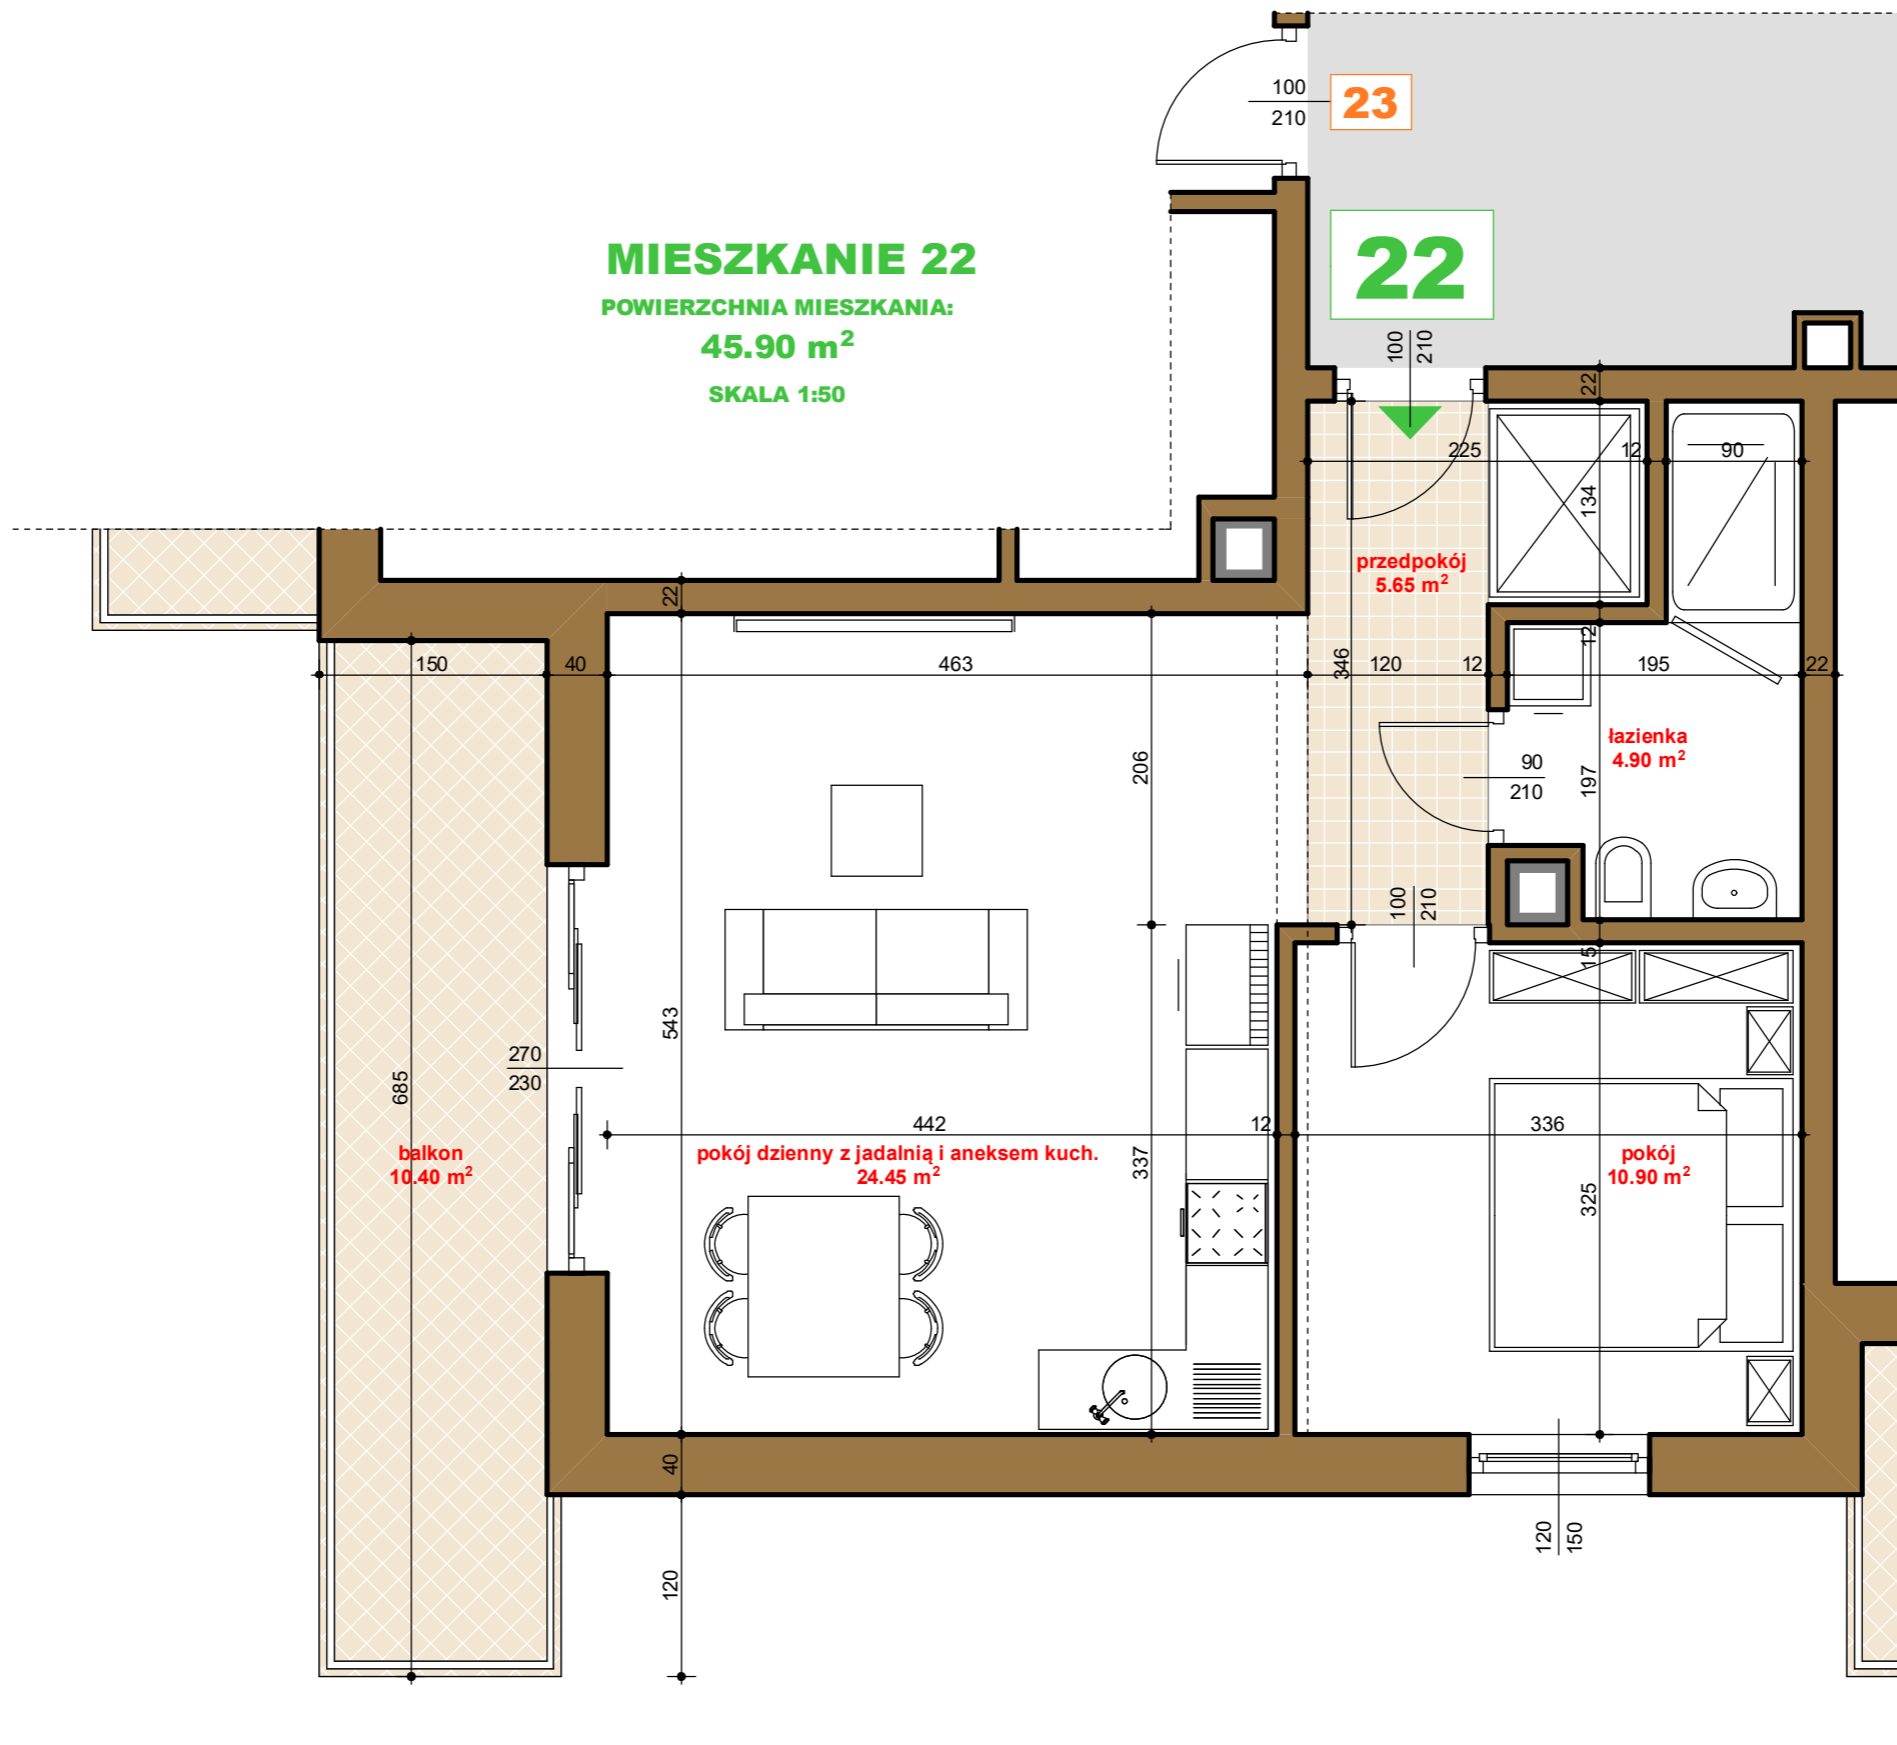 100
210
23
22
MIESZKANIE 22
POWIERZCHNIA MIESZKANIA:
45.90 m²
SKALA 1:50
100
210
22
225
12
90
134
przedpokój
5.65 m²
22
12
150
40
463
346
120
12
195
22
łazienka
4.90 m²
206
90
210
197
100
210
15
543
270
230
685
442
12
336
balkon
10.40 m²
pokój dzienny z jadalnią i aneksem kuch.
24.45 m²
337
pokój
10.90 m²
325
40
120
120
150